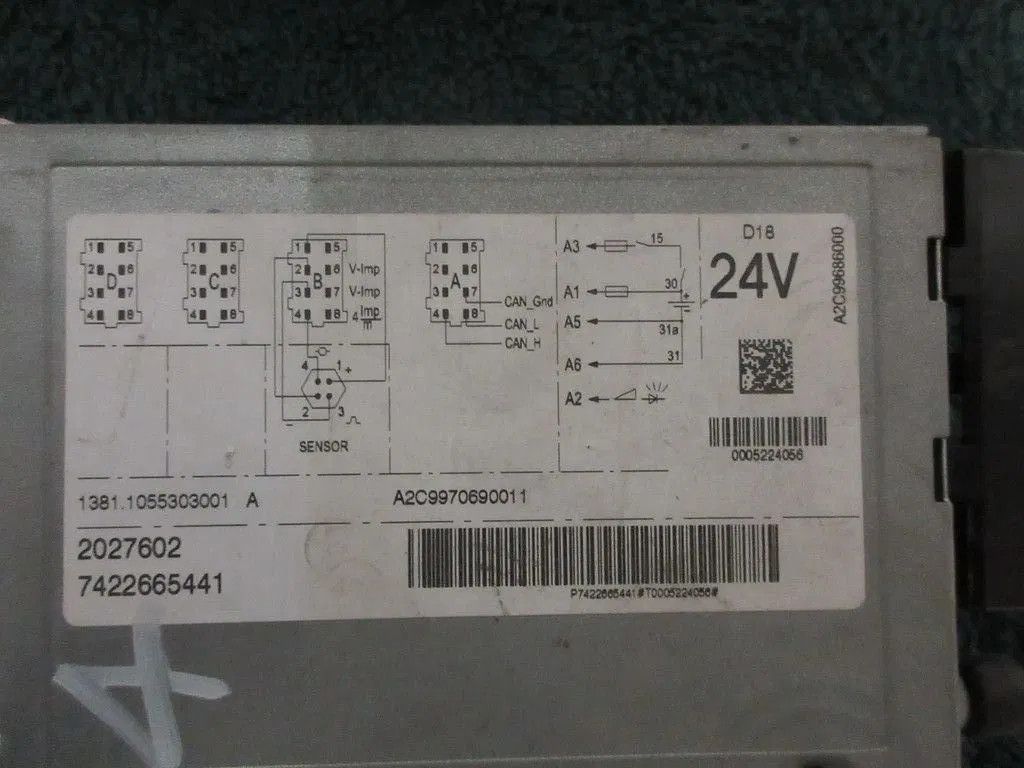 1 5
2 6
D
3 7
4 8
1 5
2 6
C
3 7
4 8
1 5
2 6 V-Imp
B
3 7 V-Imp
4 Imp
m
1 5
2 6
A
3 7
4 8
CAN_Gnd
CAN_L
CAN_H
4 1 +
2 3
-
SENSOR
A3 15
A1 30
+
A5 31a
A6 31
A2
D18
24V
A2C99686000
0005224056
1381.1055303001 A
A2C9970690011
2027602
7422665441
P7422665441#T0005224056#